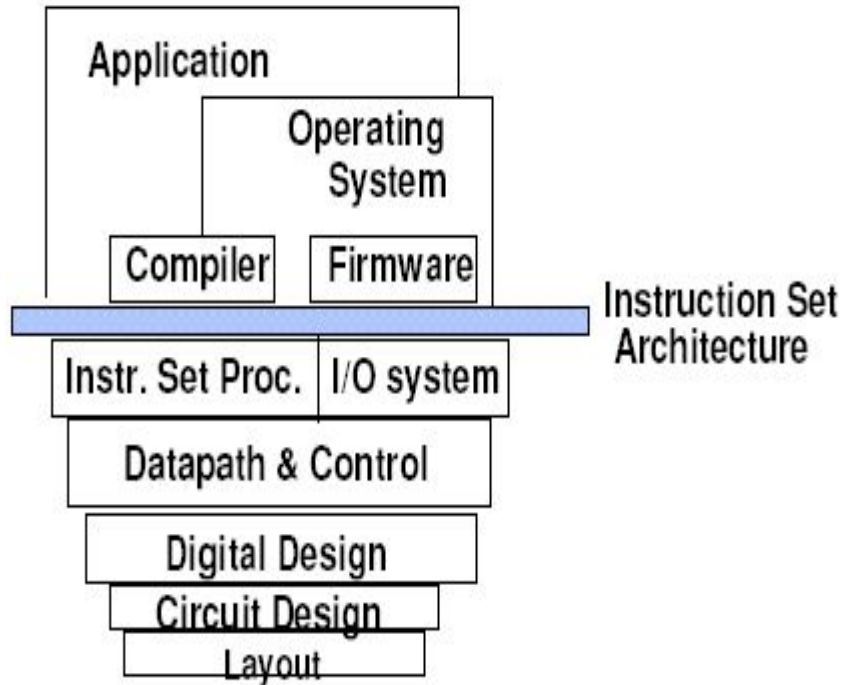 Application
Operating
System
Compiler
Firmware
Instruction Set
Architecture
Instr. Set Proc.
I/O system
Datapath & Control
Digital Design
Circuit Design
Layout